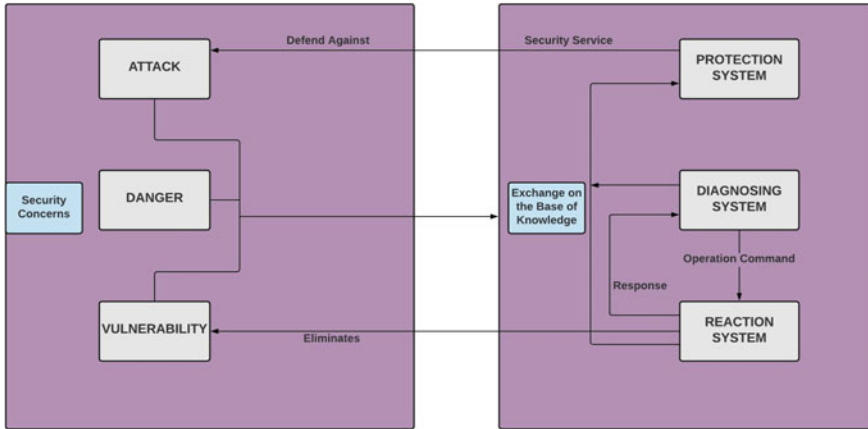 Defend Against
Security Service
ATTACK
PROTECTION
SYSTEM
Security
Concerns
DANGER
Exchange on
the Base of
Knowledge
DIAGNOSING
SYSTEM
Operation Command
Response
VULNERABILITY
Eliminates
REACTION
SYSTEM